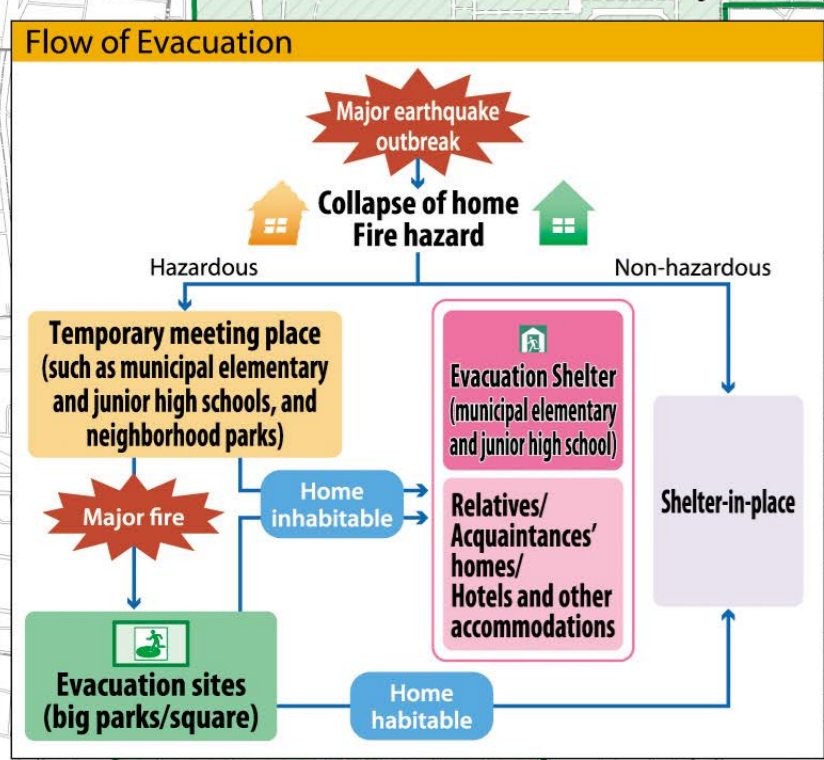 Flow of Evacuation
Major earthquake
outbreak
Collapse of home
Fire hazard
Hazardous
Non-hazardous
Temporary meeting place
(such as municipal elementary
and junior high schools, and
neighborhood parks)
Evacuation Shelter
(municipal elementary
and junior high school)
Home
inhabitable
Major fire
Relatives/
Acquaintances'
homes/
Hotels and other
accommodations
Shelter-in-place
Evacuation sites
(big parks/square)
Home
habitable